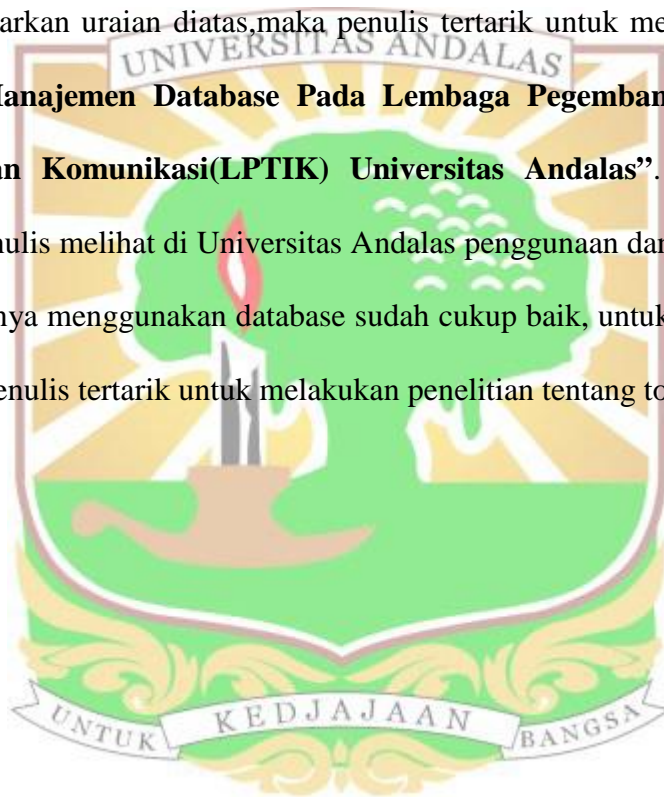 arkan uraian diatas,maka penulis tertarik untuk me
UNIVERSITAS ANDALAS
Manajemen Database Pada Lembaga Pegemban
an Komunikasi(LPTIK) Universitas Andalas”.
nulis melihat di Universitas Andalas penggunaan dan
nya menggunakan database sudah cukup baik, untuk
enulis tertarik untuk melakukan penelitian tentang to
UNTUK KEDJAJAAN BANGSA